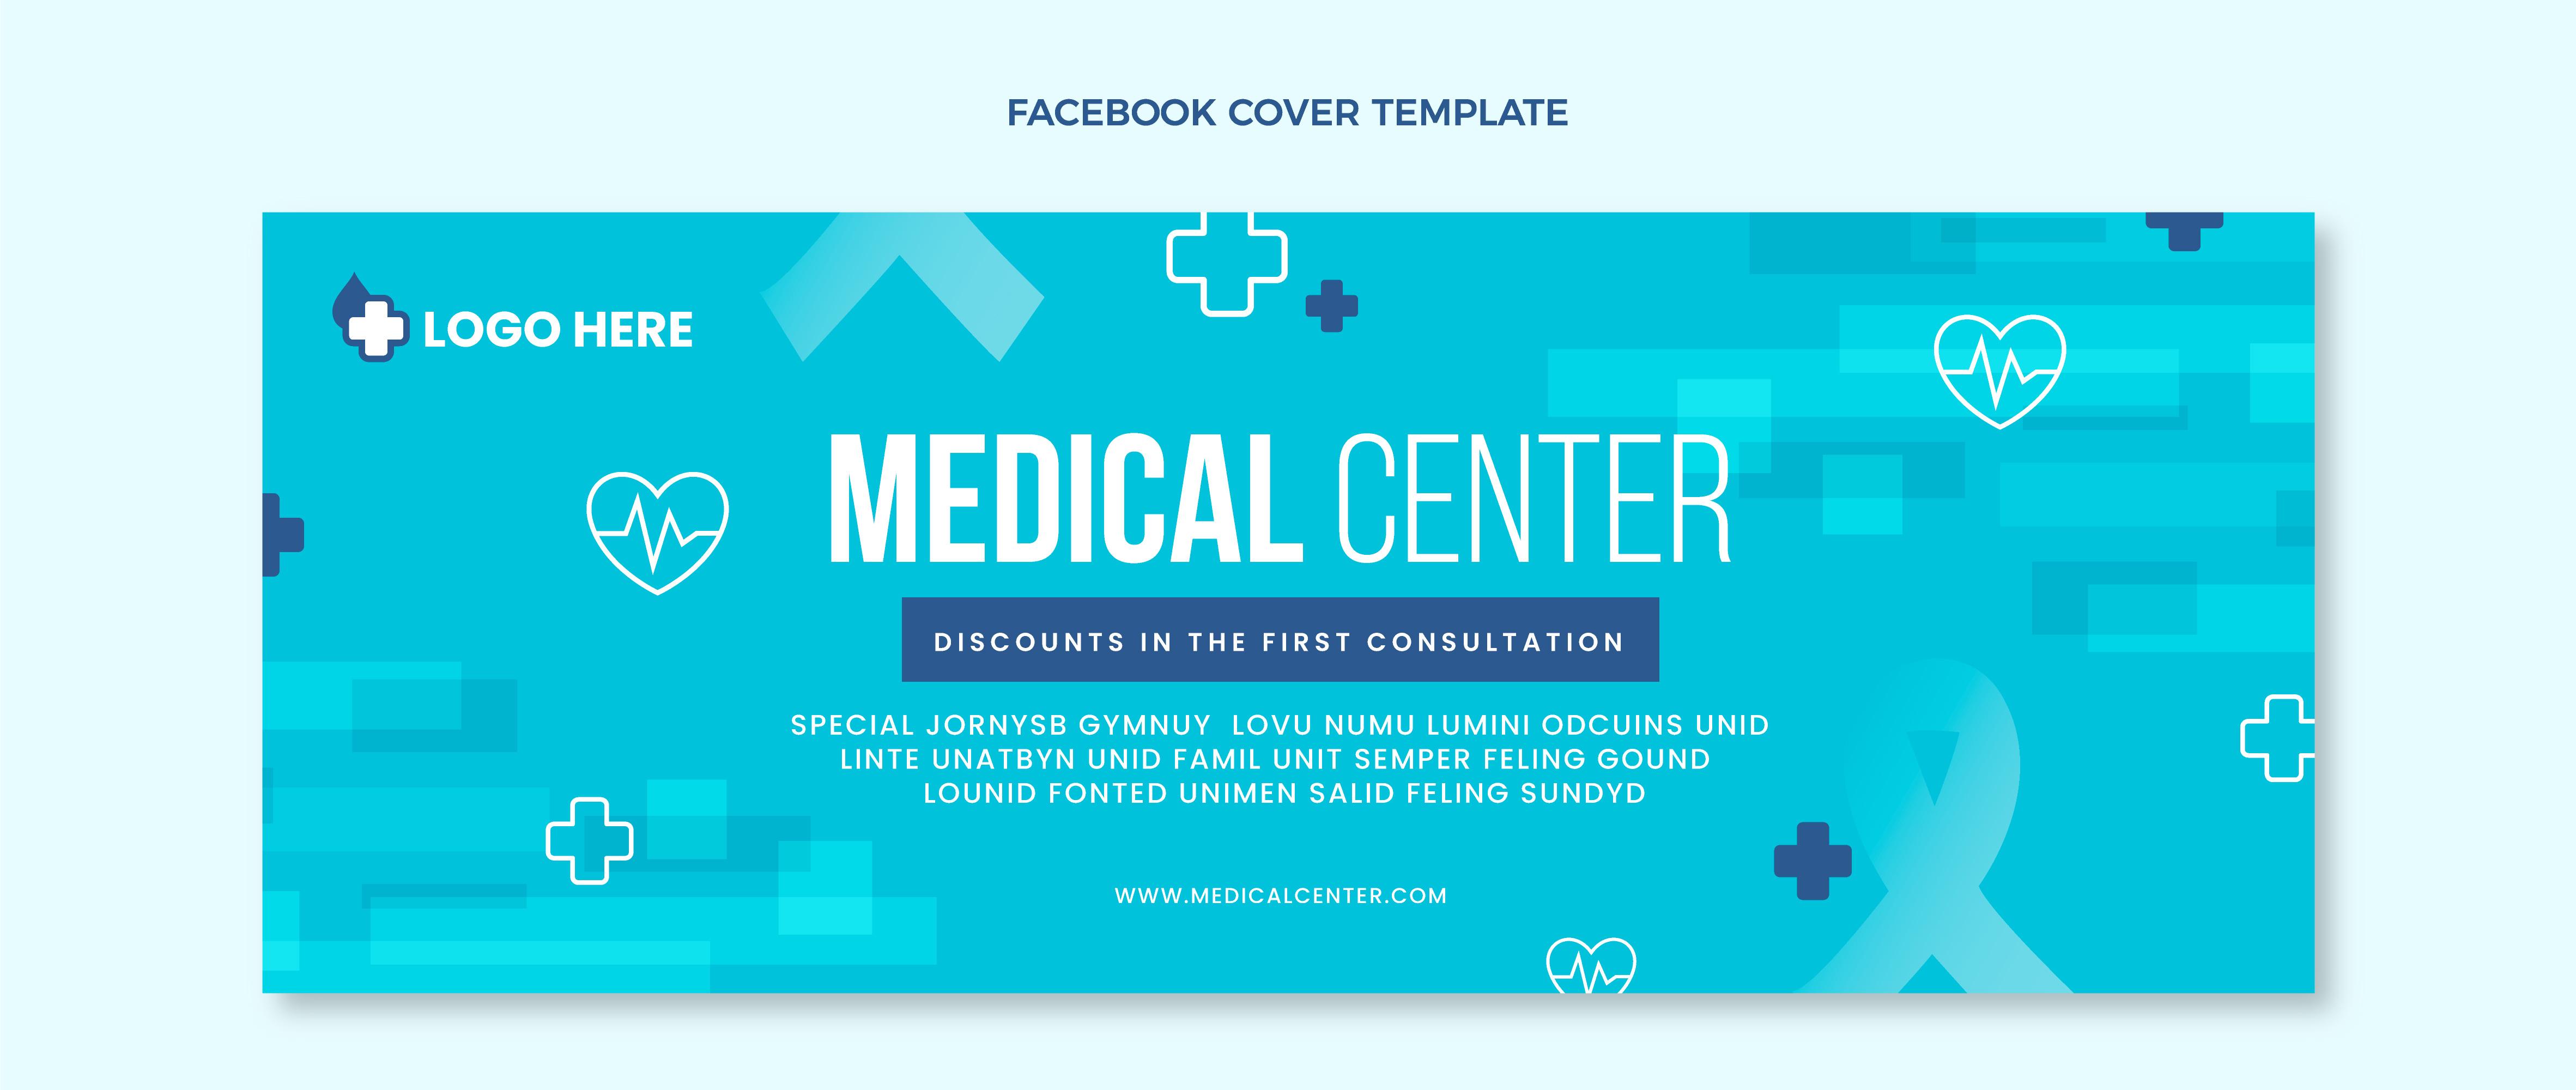 FACEBOOK COVER TEMPLATE
LOGO HERE
MEDICAL CENTER
DISCOUNTS IN THE FIRST CONSULTATION
SPECIAL JORNYSB GYMNUY LOVU NUMU LUMINI ODCUINS UNID
LINTE UNATBYN UNID FAMIL UNIT SEMPER FELING GOUND
LOUNID FONTED UNIMEN SALID FELING SUNDYD
WWW.MEDICALCENTER.COM